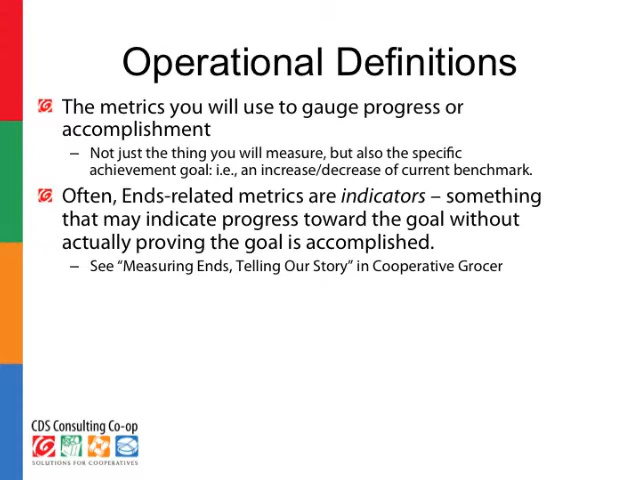 Operational Definitions
The metrics you will use to gauge progress or
accomplishment
– Not just the thing you will measure, but also the specific
achievement goal: i.e., an increase/decrease of current benchmark.
Often, Ends-related metrics are indicators – something
that may indicate progress toward the goal without
actually proving the goal is accomplished.
– See “Measuring Ends, Telling Our Story” in Cooperative Grocer
CDS Consulting Co-op
SOLUTIONS FOR COOPERATIVES